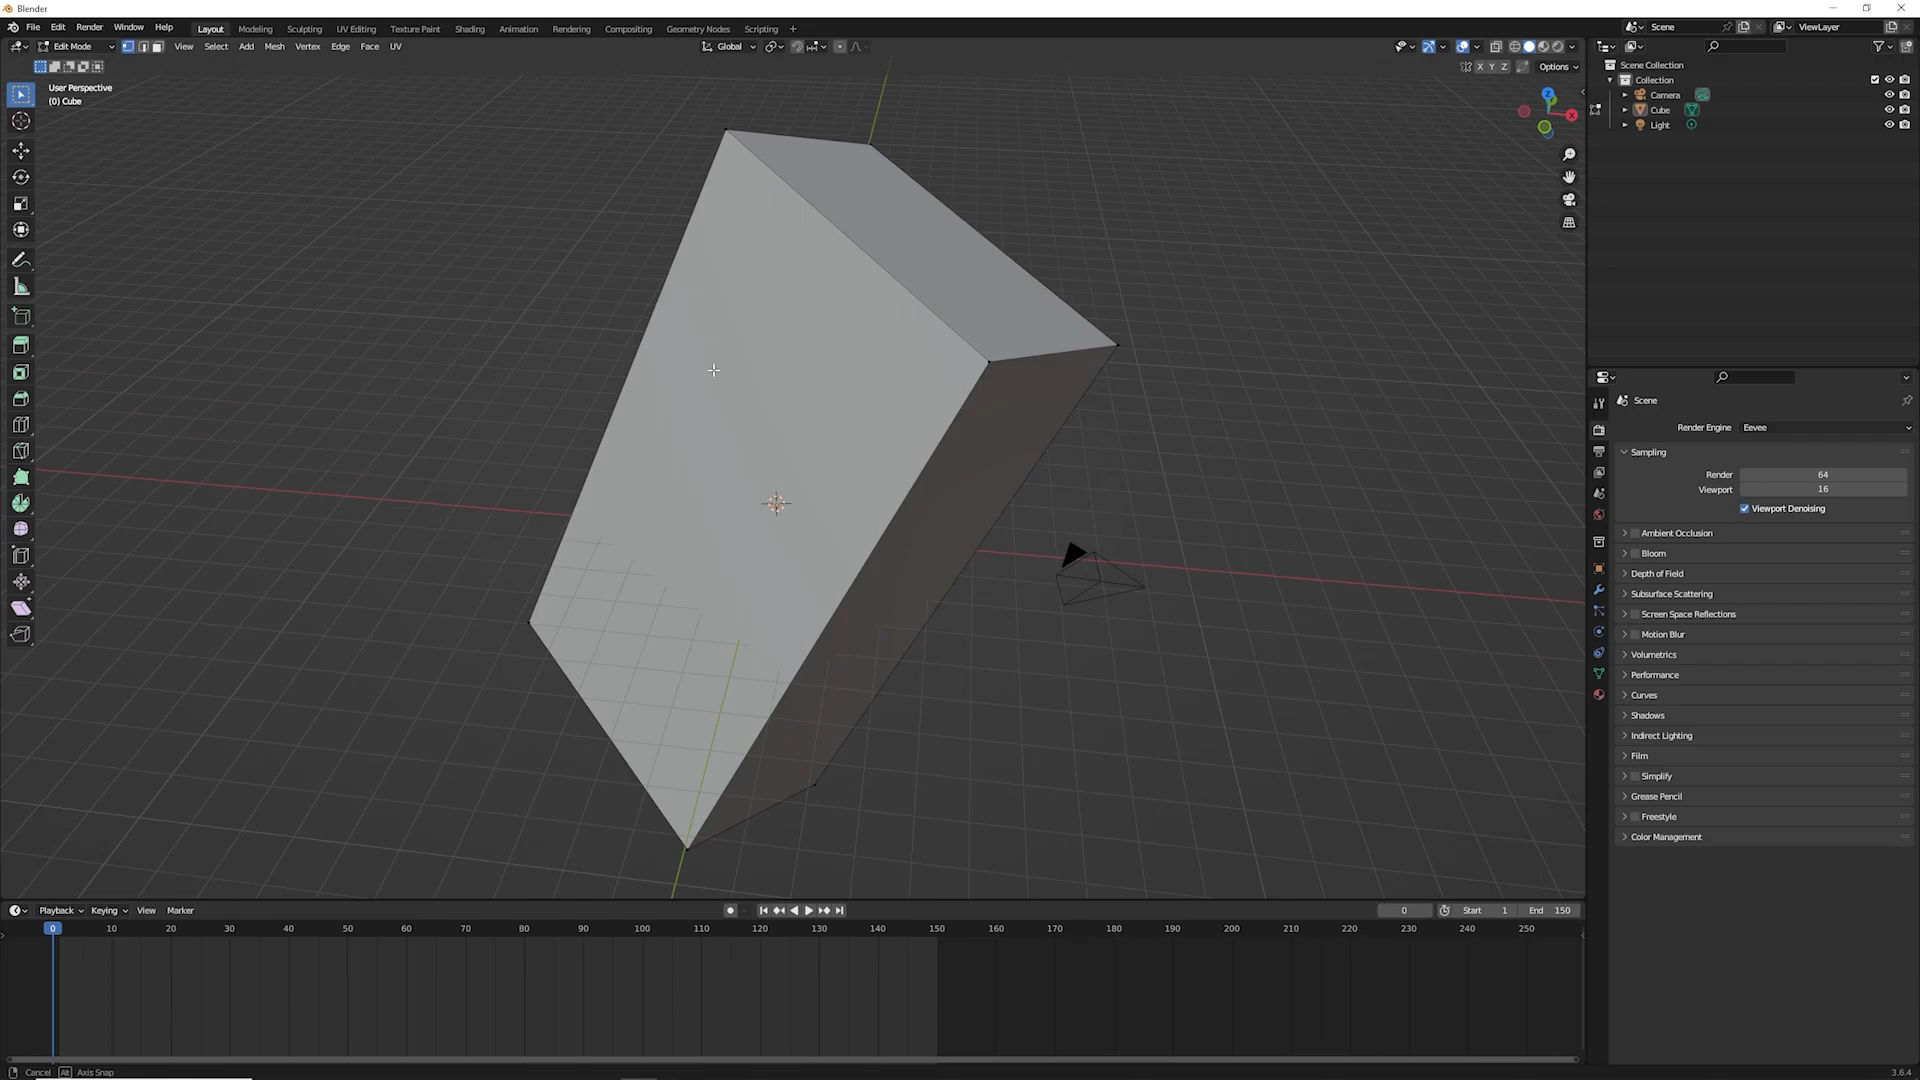 Blender
File Edit Render Window Help Layout Modeling Sculpting UV Editing Texture Paint Shading Animation Rendering Compositing Geometry Nodes Scripting + Scene ViewLayer
Edit Mode View Select Add Mesh Vertex Edge Face UV Global
X Y Z Options
User Perspective
(0) Cube
Z
X
Scene Collection
Collection
Camera
Cube
Light
Scene
Render Engine Eevee
Sampling
Render 64
Viewport 16
Viewport Denoising
Ambient Occlusion
Bloom
Depth of Field
Subsurface Scattering
Screen Space Reflections
Motion Blur
Volumetrics
Performance
Curves
Shadows
Indirect Lighting
Film
Simplify
Grease Pencil
Freestyle
Color Management
Playback Keying View Marker 0 Start 1 End 150
0 10 20 30 40 50 60 70 80 90 100 110 120 130 140 150 160 170 180 190 200 210 220 230 240 250
Cancel Alt Axis Snap 3.6.4